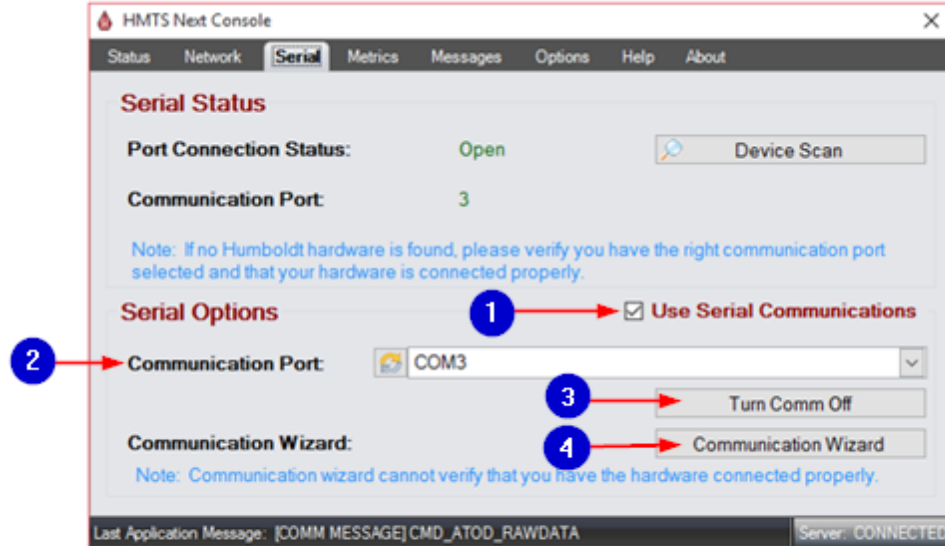 HMTS Next Console
Status Network Serial Metrics Messages Options Help About
Serial Status
Port Connection Status: Open Device Scan
Communication Port: 3
Note: If no Humboldt hardware is found, please verify you have the right communication port
selected and that your hardware is connected properly.
Serial Options 1 Use Serial Communications
2 Communication Port: COM3
3 Turn Comm Off
Communication Wizard: 4 Communication Wizard
Note: Communication wizard cannot verify that you have the hardware connected properly.
Last Application Message: [COMM MESSAGE] CMD_ATOD_RAWDATA Server: CONNECTED